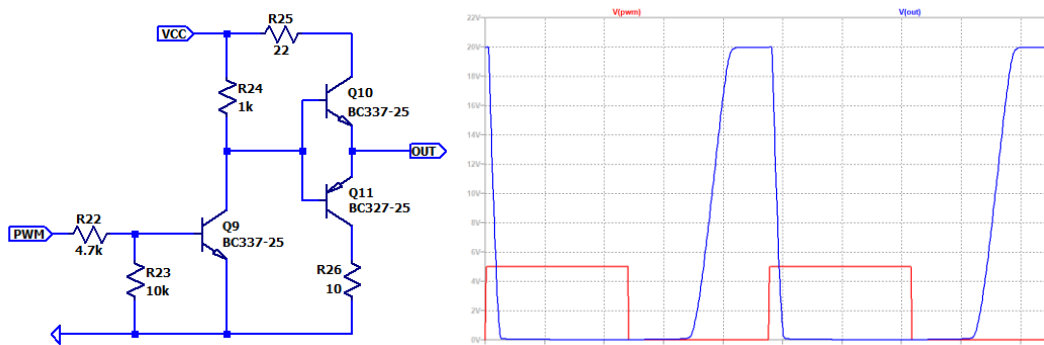 R25
22
VCC
R24
1k
Q10
BC337-25
OUT
Q11
BC327-25
R22
4.7k
PWM
Q9
BC337-25
R23
10k
R26
10
V(pwm)
V(out)
22V
20V
18V
16V
14V
12V
10V
8V
6V
4V
2V
0V